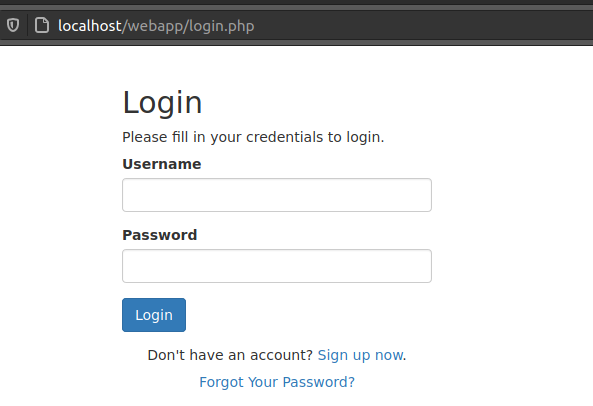 localhost/webapp/login.php
Login
Please fill in your credentials to login.
Username
Password
Login
Don't have an account? Sign up now.
Forgot Your Password?